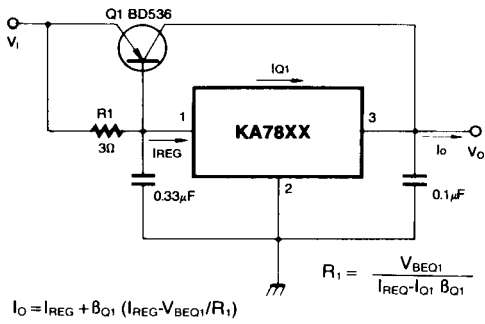 Q1 BD536
VI
IQ1
R1
3Ω
1
KA78XX
3
IREG
IO
VO
2
0.33μF
0.1μF
R1 = VBEQ1
IREQ-IQ1 βQ1
IO = IREG + βQ1 (IREG-VBEQ1/R1)